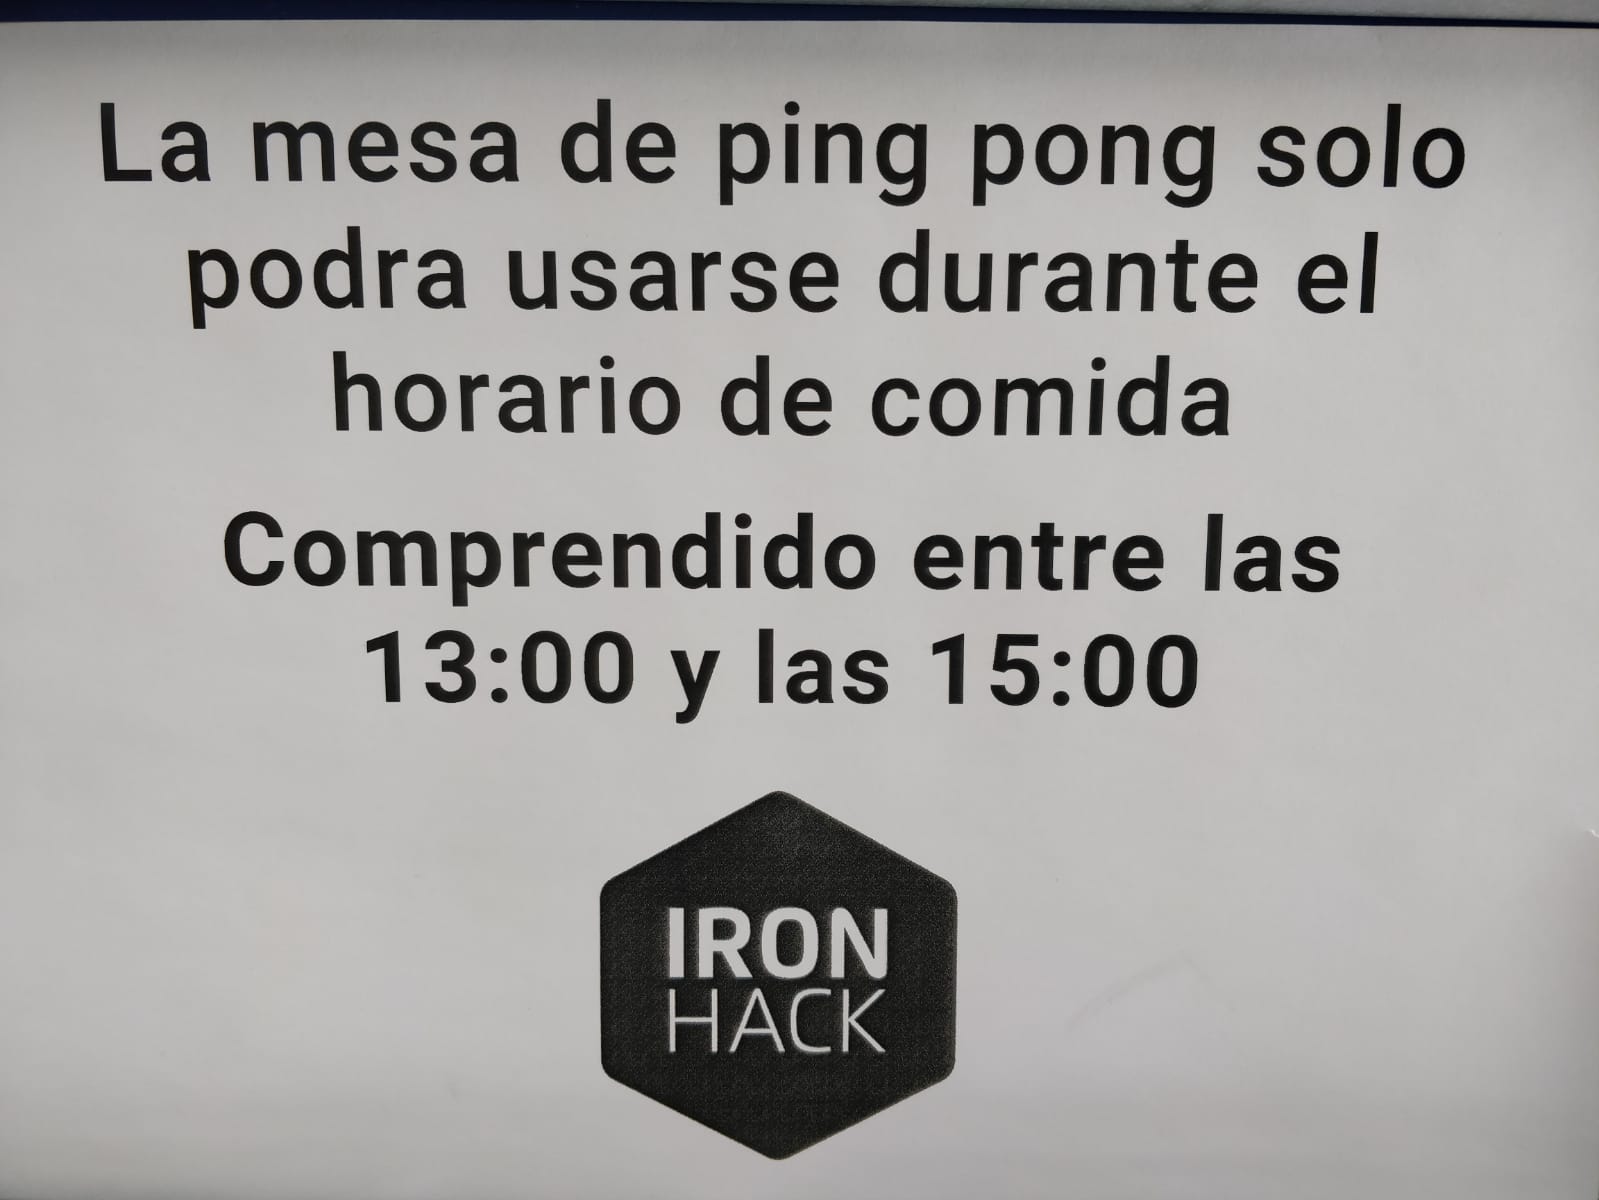 La mesa de ping pong solo
podra usarse durante el
horario de comida
Comprendido entre las
13:00 y las 15:00
IRON
HACK